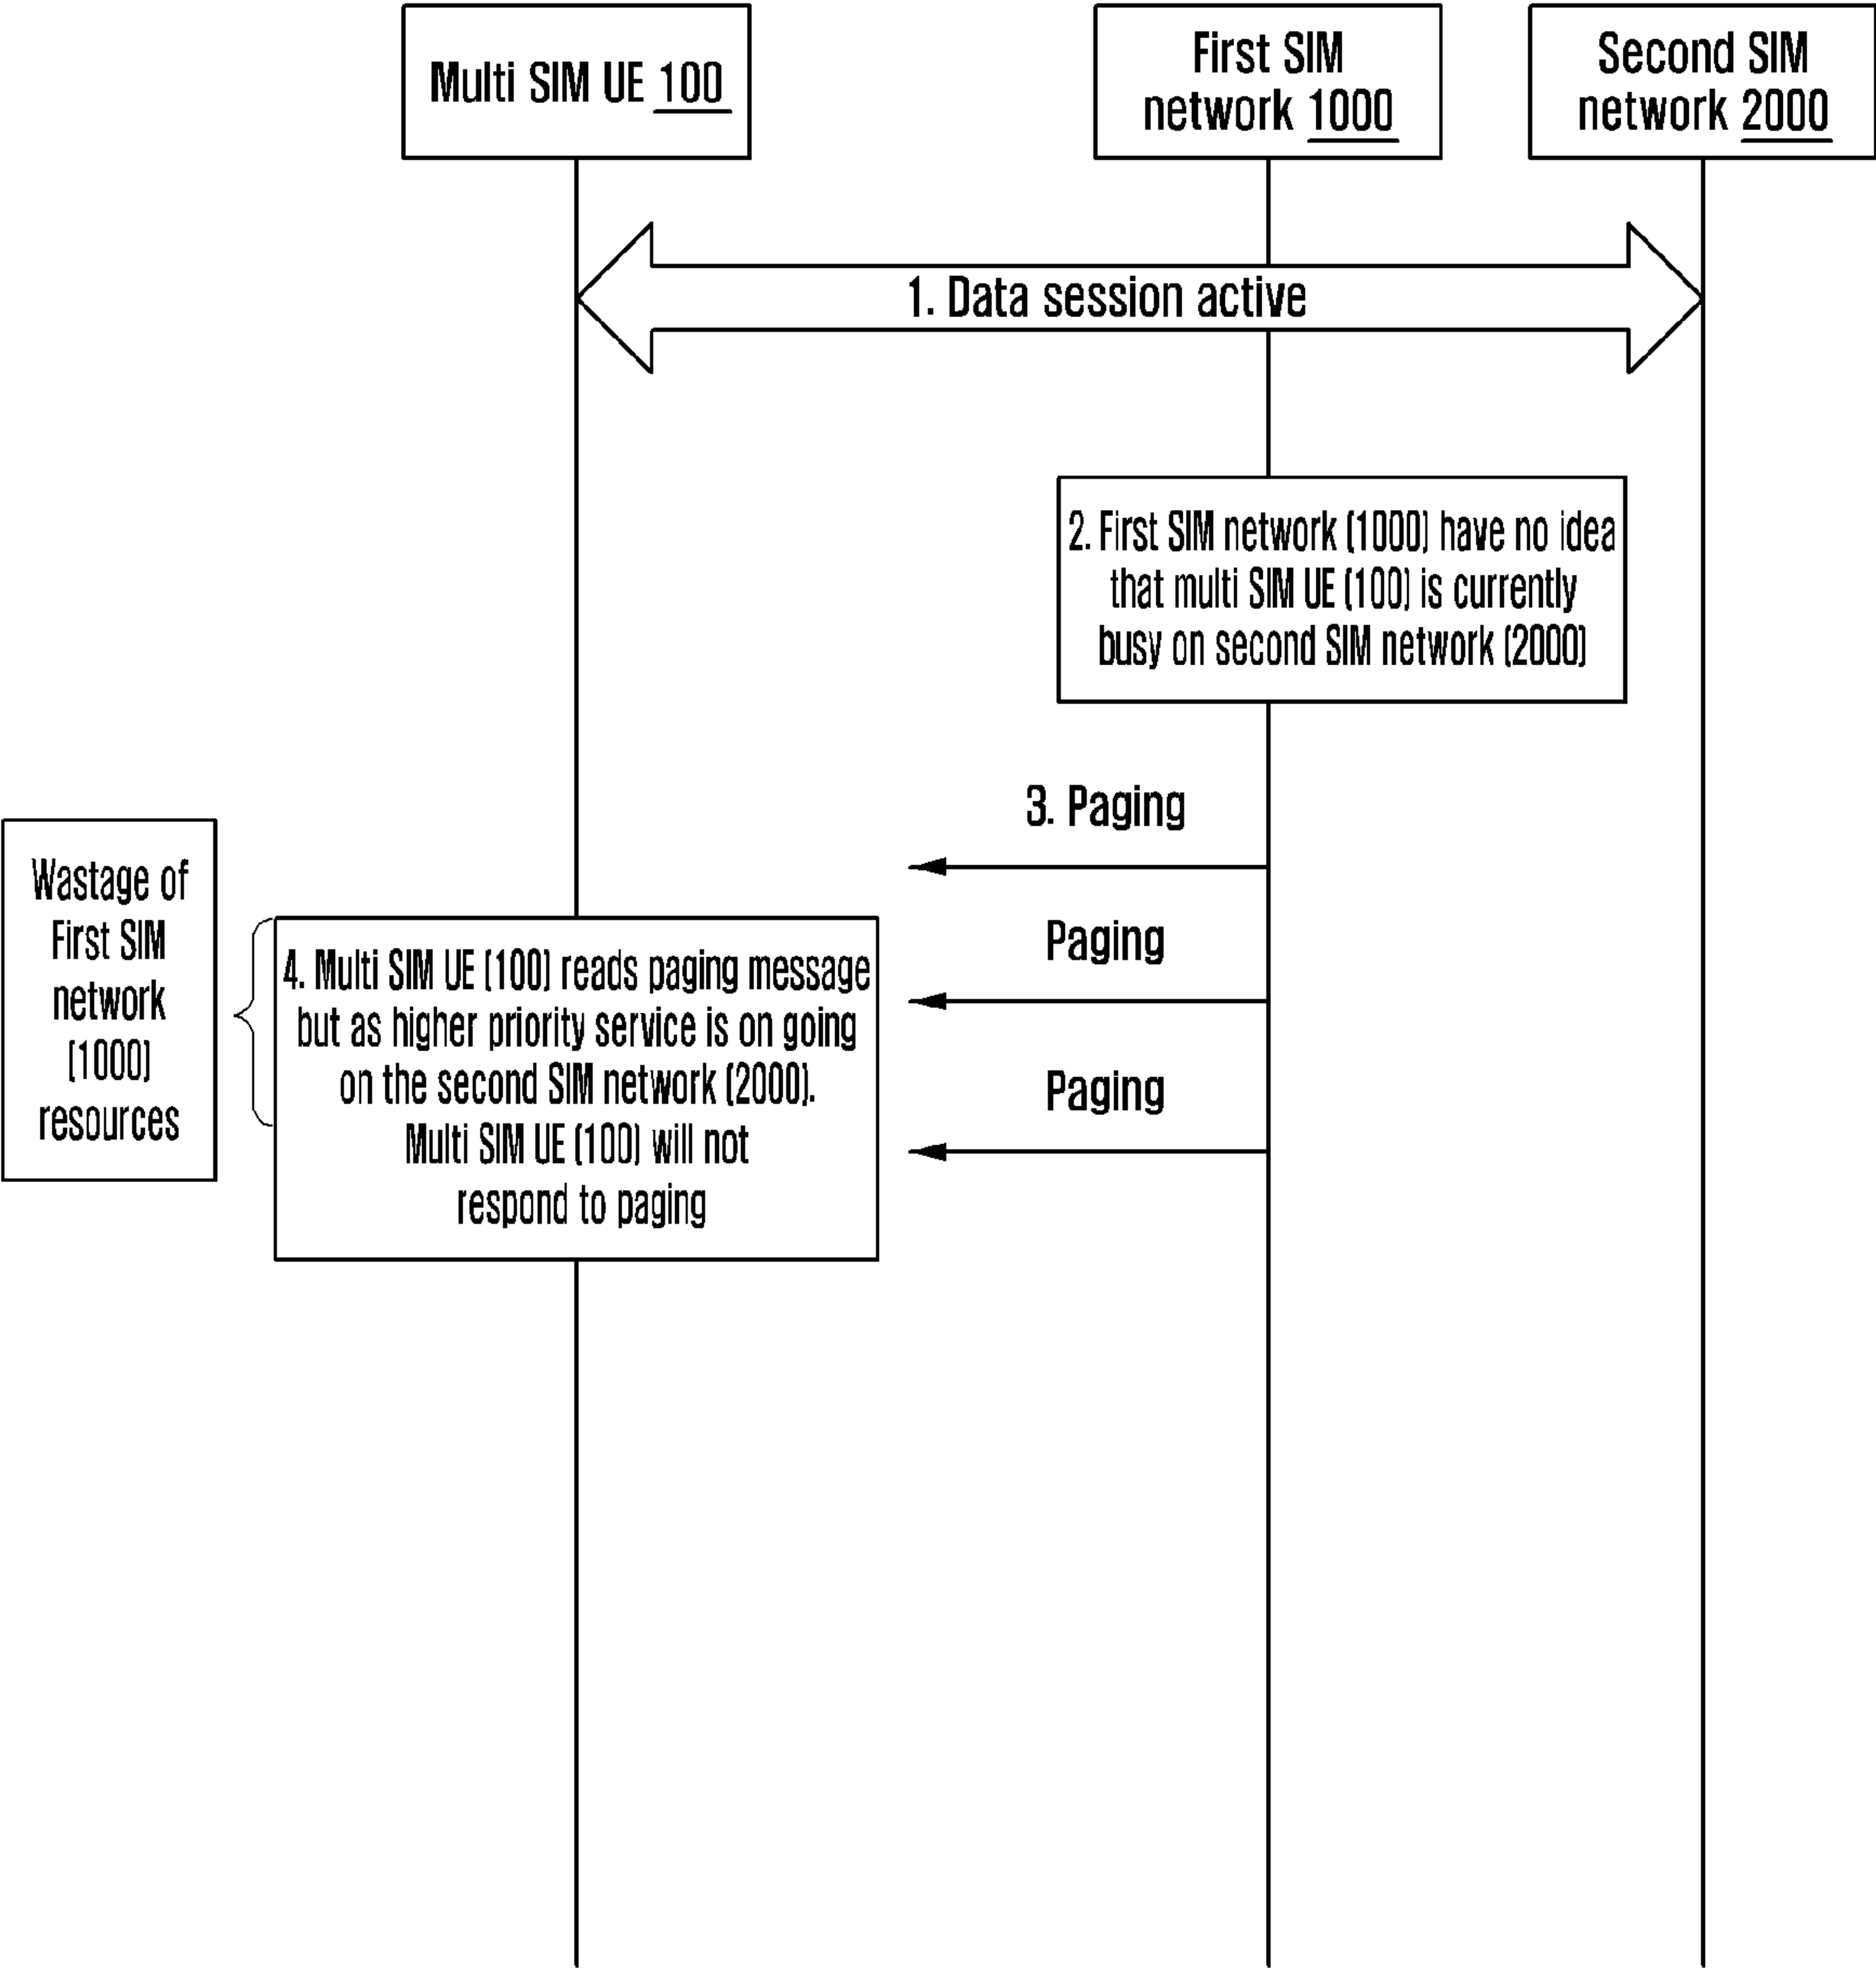 Multi SIM UE 100
First SIM
network 1000
Second SIM
network 2000
1. Data session active
2. First SIM network (1000) have no idea
that multi SIM UE (100) is currently
busy on second SIM network (2000)
3. Paging
Paging
Paging
Wastage of
First SIM
network
(1000)
resources
4. Multi SIM UE (100) reads paging message
but as higher priority service is on going
on the second SIM network (2000).
Multi SIM UE (100) will not
respond to paging